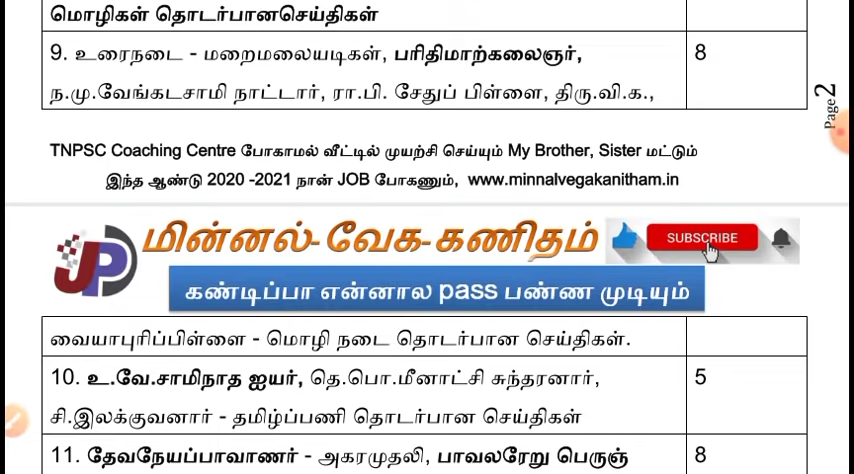 மொழிகள் தொடர்பானசெய்திகள்
9. உரைநடை - மறைமலையடிகள், பரிதிமாற்கலைஞர், 8
ந.மு.வேங்கடசாமி நாட்டார், ரா.பி. சேதுப் பிள்ளை, திரு.வி.க.,
Page2
TNPSC Coaching Centre போகாமல் வீட்டில் முயற்சி செய்யும் My Brother, Sister மட்டும்
இந்த ஆண்டு 2020 -2021 நான் JOB போகணும், www.minnalvegakanitham.in
JP
மின்னல்-வேக-கணிதம்
SUBSCRIBE
கண்டிப்பா என்னால pass பண்ண முடியும்
வையாபுரிப்பிள்ளை - மொழி நடை தொடர்பான செய்திகள்.
10. உ.வே.சாமிநாத ஐயர், தெ.பொ.மீனாட்சி சுந்தரனார், 5
சி.இலக்குவனார் - தமிழ்ப்பணி தொடர்பான செய்திகள்
11. தேவநேயப்பாவாணர் - அகரமுதலி, பாவலரேறு பெருஞ் 8